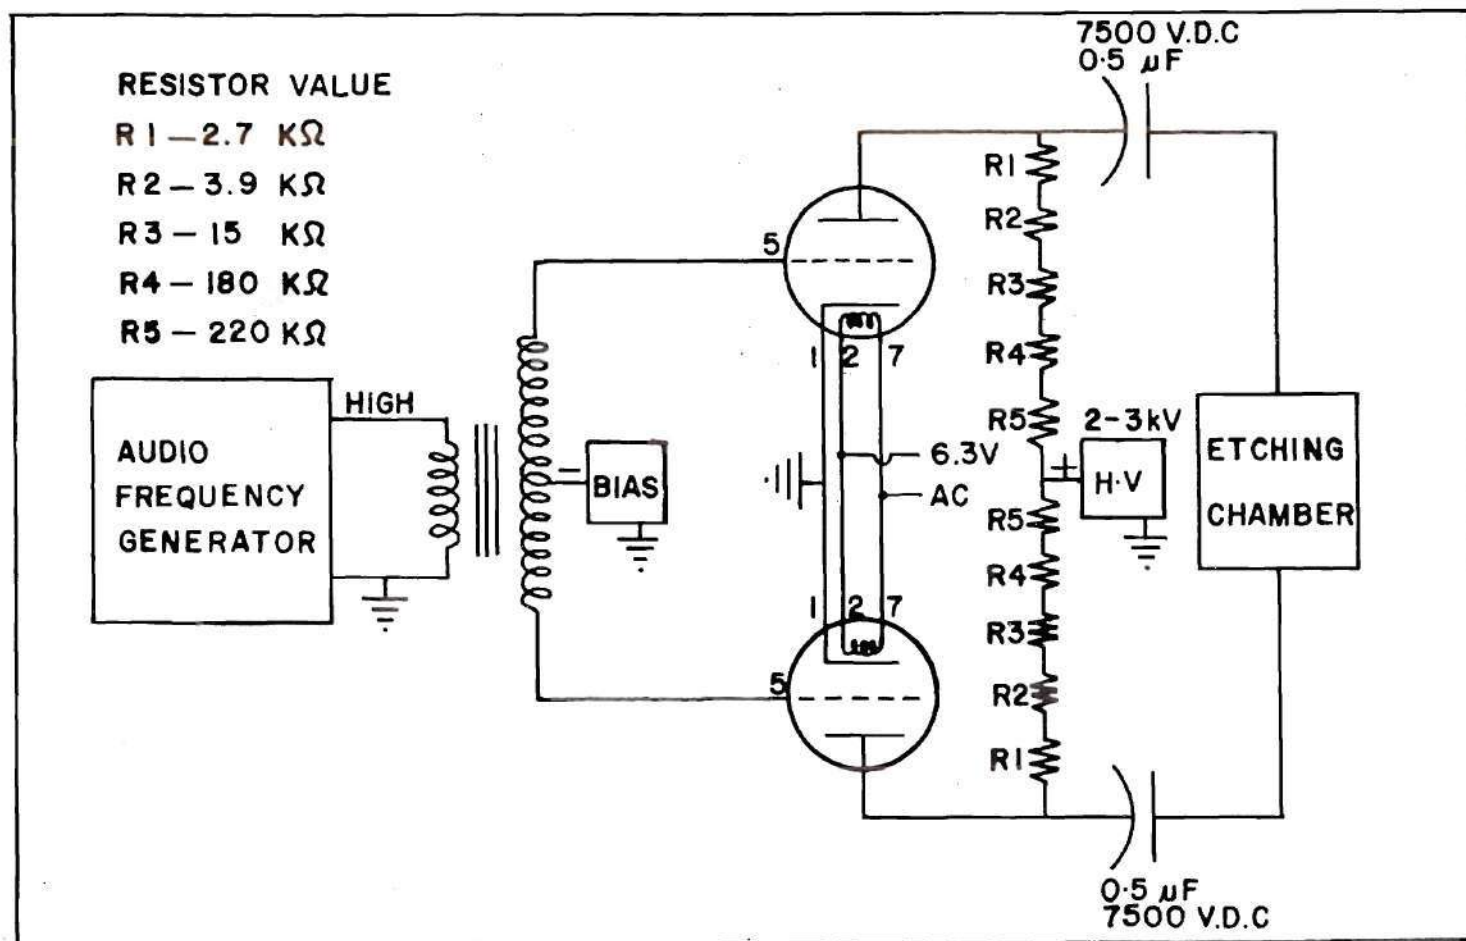 7500 V.D.C
0.5 µF
RESISTOR VALUE
R1 — 2.7 KΩ
R2 — 3.9 KΩ
R3 — 15 KΩ
R4 — 180 KΩ
R5 — 220 KΩ
R1
R2
R3
R4
R5
5
1 2 7
HIGH
AUDIO
FREQUENCY
GENERATOR
−
BIAS
6.3V
AC
2-3kV
+
H·V
ETCHING
CHAMBER
R5
R4
R3
R2
R1
1 2 7
5
0.5 µF
7500 V.D.C